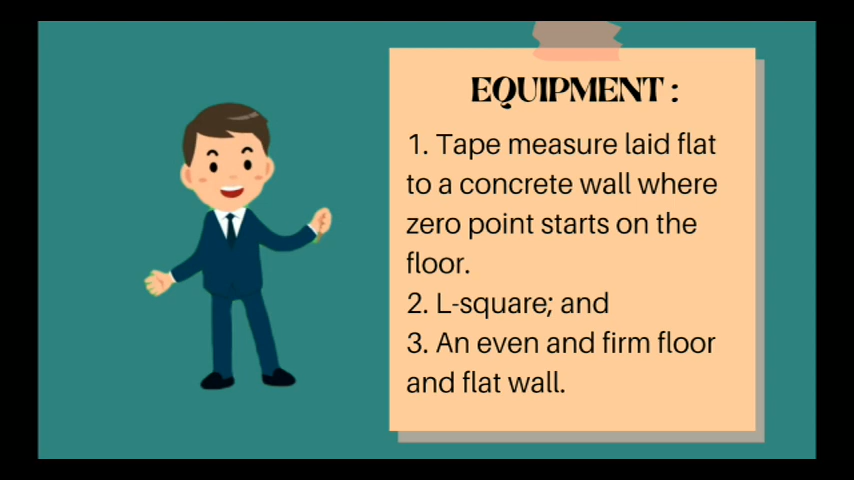 EQUIPMENT :
1. Tape measure laid flat
to a concrete wall where
zero point starts on the
floor.
2. L-square; and
3. An even and firm floor
and flat wall.